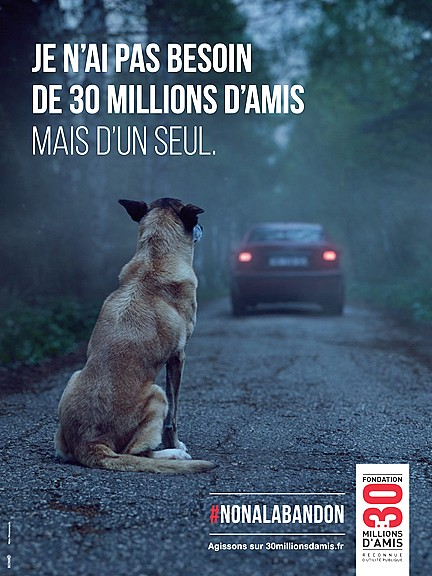 JE N'AI PAS BESOIN
DE 30 MILLIONS D'AMIS
MAIS D'UN SEUL.
#NONALABANDON
Agissons sur 30millionsdamis.fr
FONDATION
30
MILLIONS
D'AMIS
RECONNUE
D'UTILITÉ PUBLIQUE